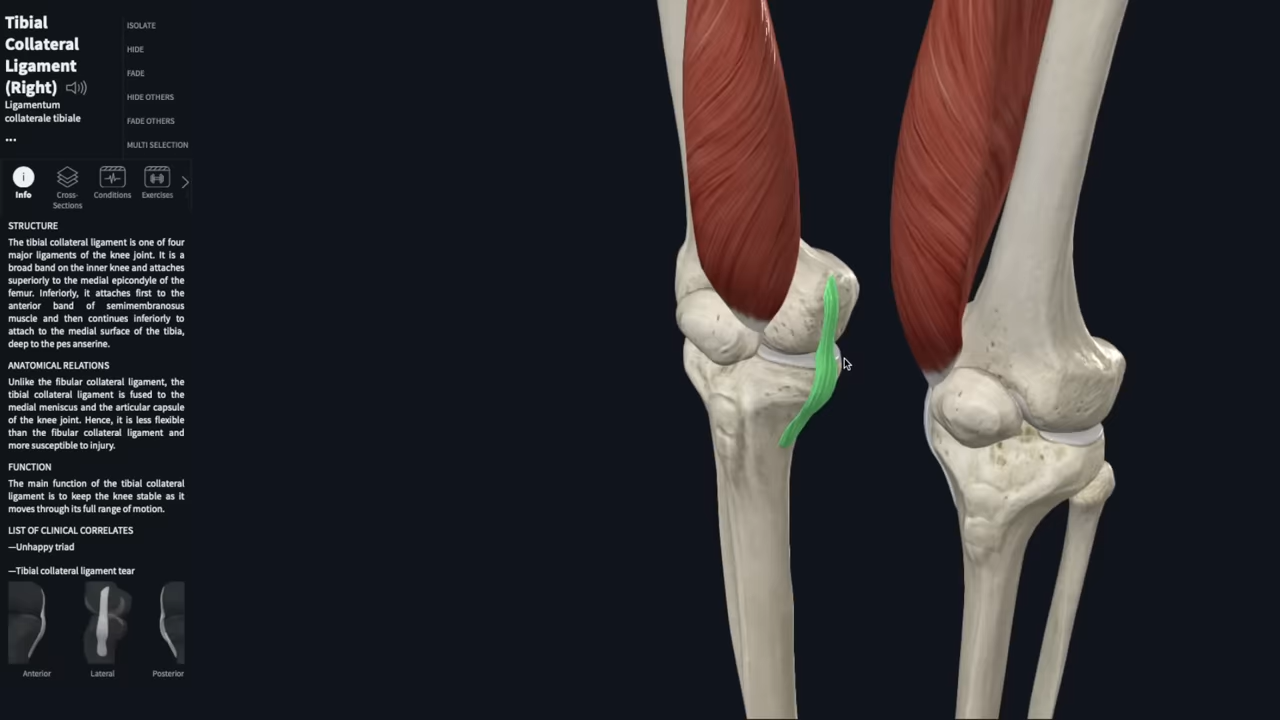 Tibial
Collateral
Ligament
(Right)
Ligamentum
collaterale tibiale
...
ISOLATE
HIDE
FADE
HIDE OTHERS
FADE OTHERS
MULTI SELECTION
i
Info
Cross-
Sections
Conditions
Exercises
STRUCTURE
The tibial collateral ligament is one of four
major ligaments of the knee joint. It is a
broad band on the inner knee and attaches
superiorly to the medial epicondyle of the
femur. Inferiorly, it attaches first to the
anterior band of semimembranosus
muscle and then continues inferiorly to
attach to the medial surface of the tibia,
deep to the pes anserine.
ANATOMICAL RELATIONS
Unlike the fibular collateral ligament, the
tibial collateral ligament is fused to the
medial meniscus and the articular capsule
of the knee joint. Hence, it is less flexible
than the fibular collateral ligament and
more susceptible to injury.
FUNCTION
The main function of the tibial collateral
ligament is to keep the knee stable as it
moves through its full range of motion.
LIST OF CLINICAL CORRELATES
—Unhappy triad
—Tibial collateral ligament tear
Anterior
Lateral
Posterior